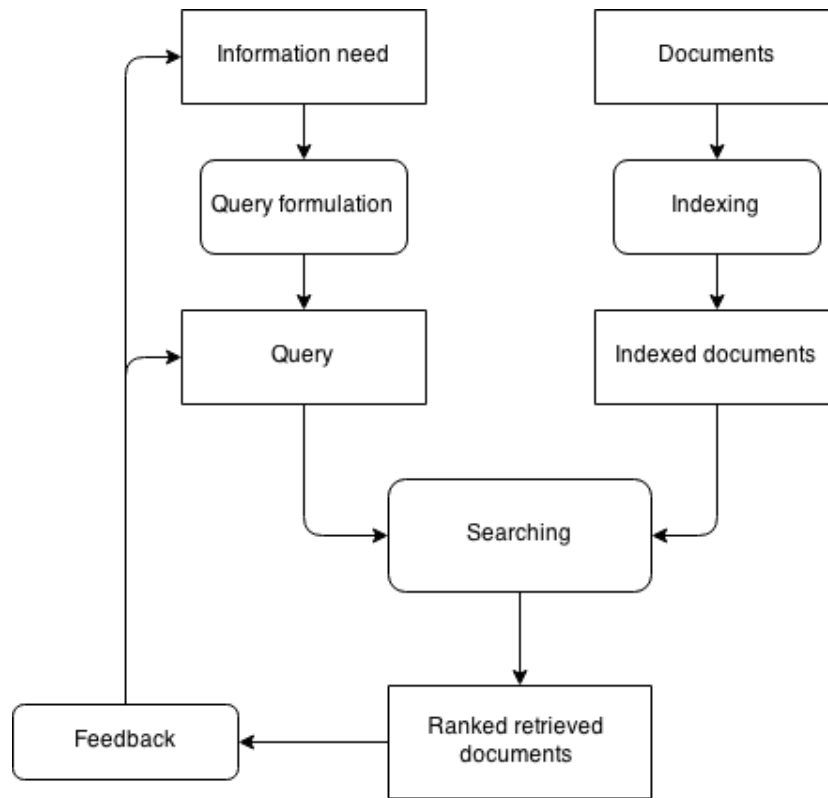 Information need
Documents
Query formulation
Indexing
Query
Indexed documents
Searching
Ranked retrieved
documents
Feedback